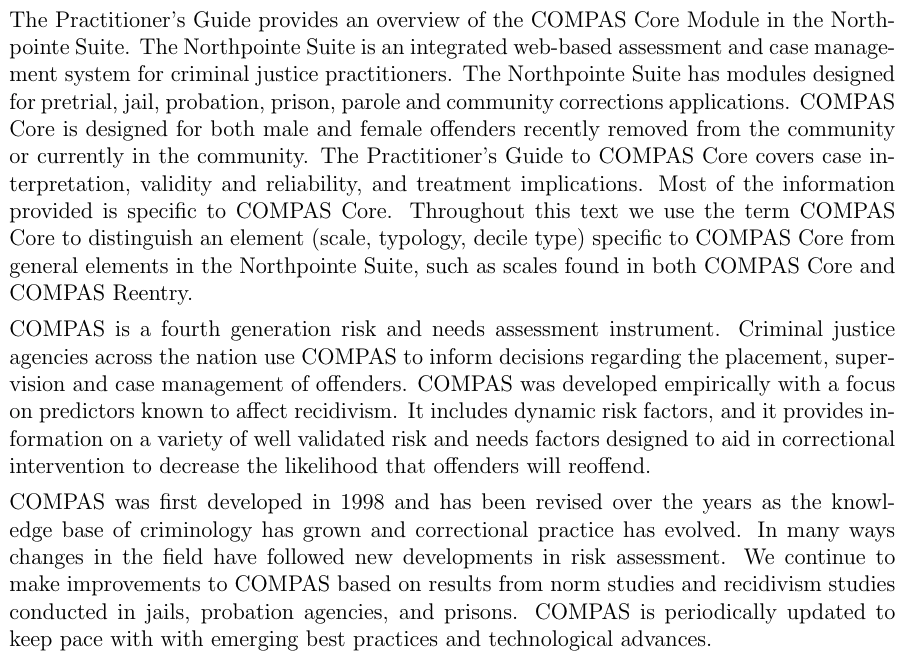 The Practitioner's Guide provides an overview of the COMPAS Core Module in the North-
pointe Suite. The Northpointe Suite is an integrated web-based assessment and case manage-
ment system for criminal justice practitioners. The Northpointe Suite has modules designed
for pretrial, jail, probation, prison, parole and community corrections applications. COMPAS
Core is designed for both male and female offenders recently removed from the community
or currently in the community. The Practitioner's Guide to COMPAS Core covers case in-
terpretation, validity and reliability, and treatment implications. Most of the information
provided is specific to COMPAS Core. Throughout this text we use the term COMPAS
Core to distinguish an element (scale, typology, decile type) specific to COMPAS Core from
general elements in the Northpointe Suite, such as scales found in both COMPAS Core and
COMPAS Reentry.
COMPAS is a fourth generation risk and needs assessment instrument. Criminal justice
agencies across the nation use COMPAS to inform decisions regarding the placement, super-
vision and case management of offenders. COMPAS was developed empirically with a focus
on predictors known to affect recidivism. It includes dynamic risk factors, and it provides in-
formation on a variety of well validated risk and needs factors designed to aid in correctional
intervention to decrease the likelihood that offenders will reoffend.
COMPAS was first developed in 1998 and has been revised over the years as the knowl-
edge base of criminology has grown and correctional practice has evolved. In many ways
changes in the field have followed new developments in risk assessment. We continue to
make improvements to COMPAS based on results from norm studies and recidivism studies
conducted in jails, probation agencies, and prisons. COMPAS is periodically updated to
keep pace with with emerging best practices and technological advances.